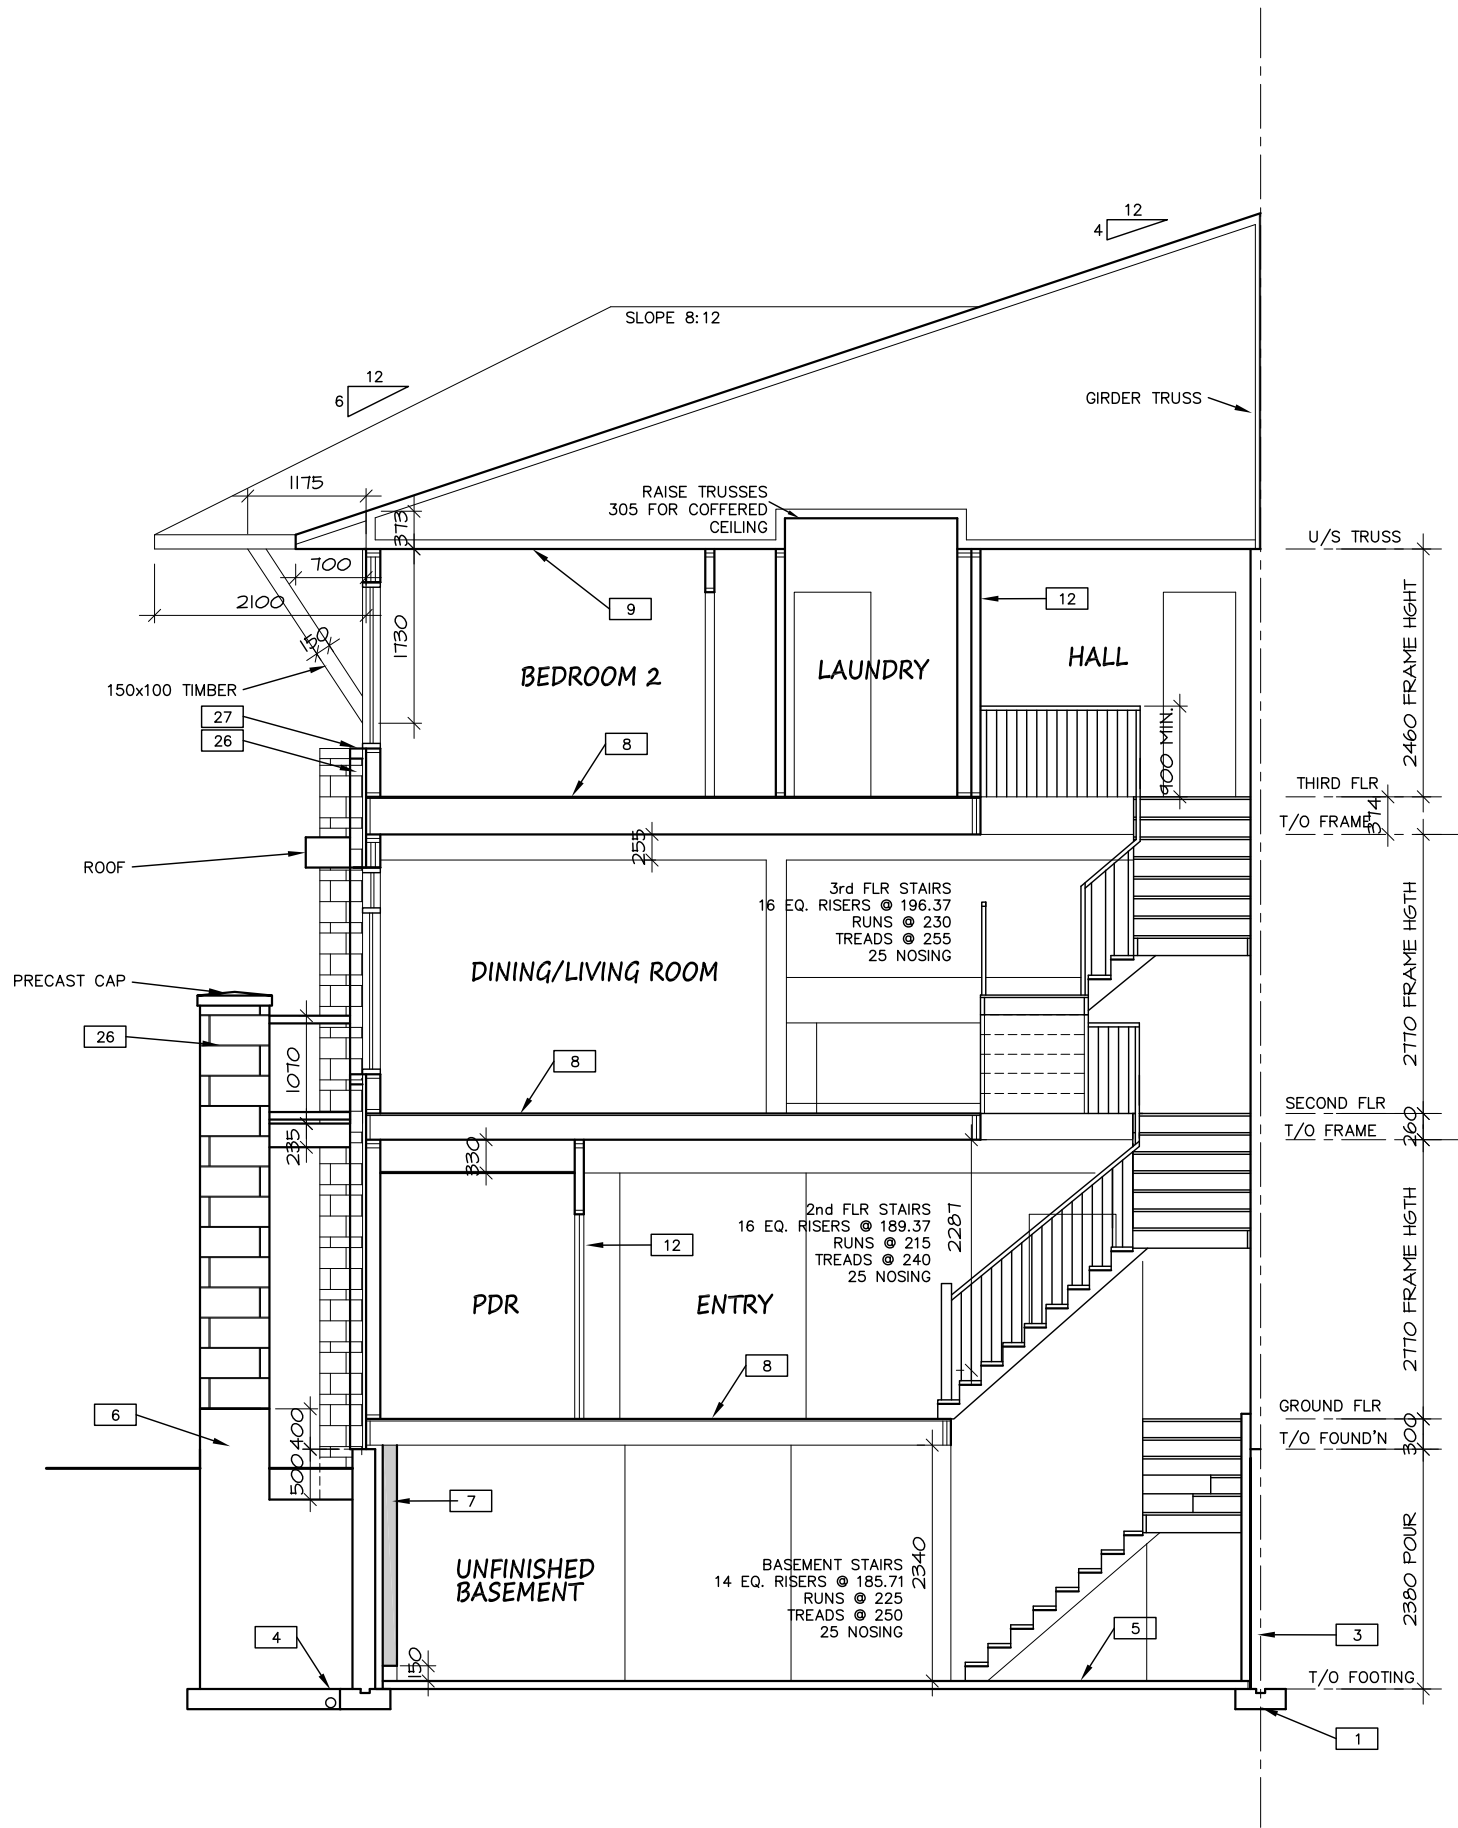 12
4
SLOPE 8:12
12
6
GIRDER TRUSS
1175
RAISE TRUSSES
305 FOR COFFERED
CEILING
373
U/S TRUSS
700
2100
9
12
150
1730
BEDROOM 2
LAUNDRY
HALL
2460 FRAME HGHT
150x100 TIMBER
27
26
8
900 MIN.
THIRD FLR
T/O FRAME
374
255
ROOF
3rd FLR STAIRS
16 EQ. RISERS @ 196.37
RUNS @ 230
TREADS @ 255
25 NOSING
2770 FRAME HGTH
DINING/LIVING ROOM
PRECAST CAP
26
1070
8
SECOND FLR
T/O FRAME
260
235
330
2nd FLR STAIRS
16 EQ. RISERS @ 189.37
RUNS @ 215
TREADS @ 240
25 NOSING
2287
12
2770 FRAME HGTH
PDR
ENTRY
8
6
GROUND FLR
T/O FOUND'N
300
400
500
7
UNFINISHED
BASEMENT
BASEMENT STAIRS
14 EQ. RISERS @ 185.71
RUNS @ 225
TREADS @ 250
25 NOSING
2340
2380 POUR
4
5
3
150
T/O FOOTING
1